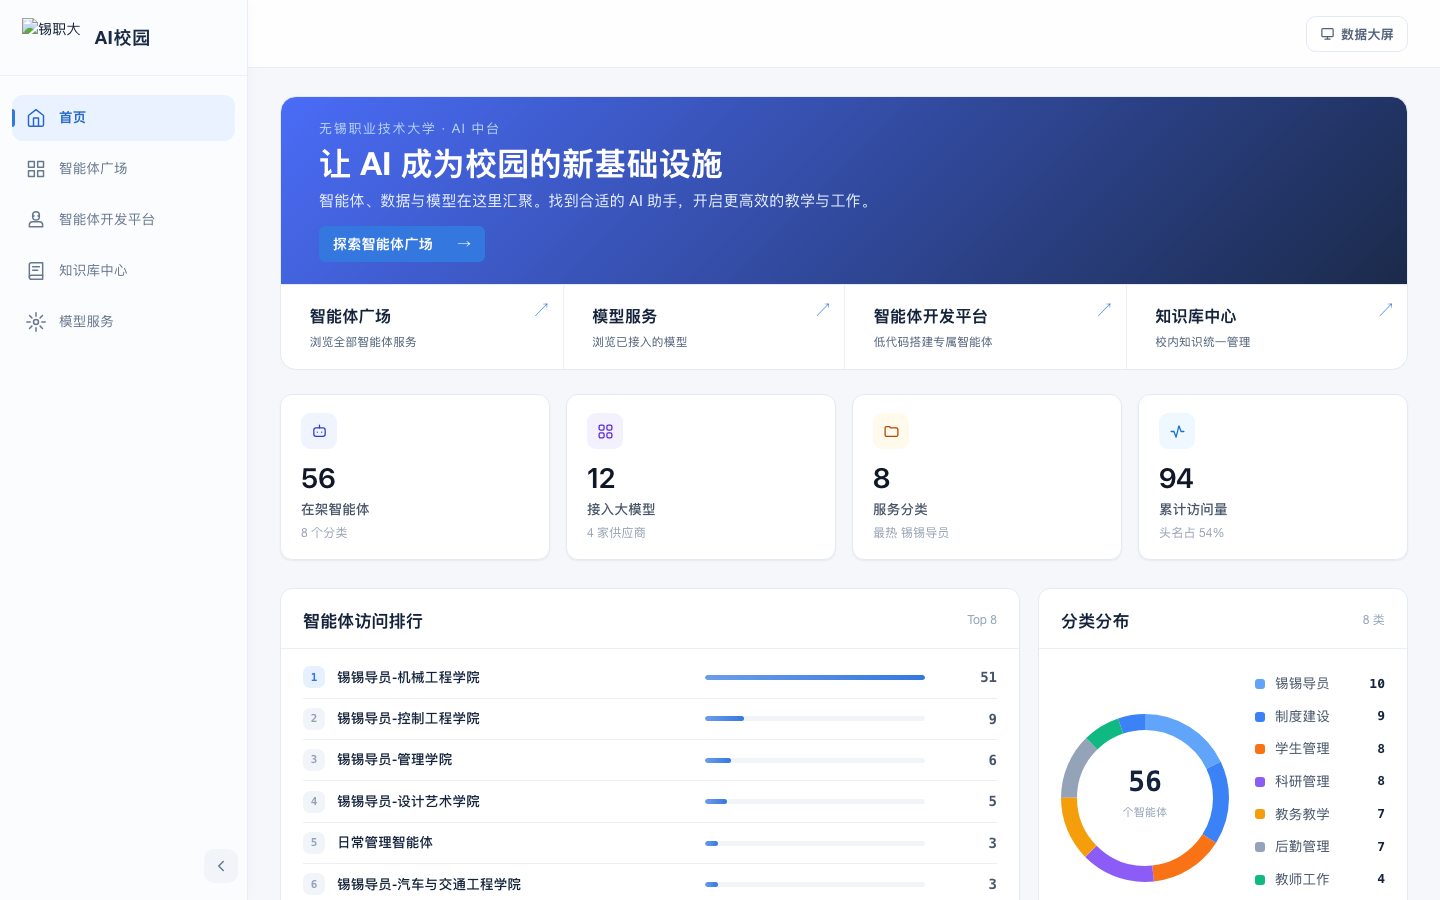 锡职大
AI校园
数据大屏
首页
智能体广场
智能体开发平台
知识库中心
模型服务
无锡职业技术大学 · AI 中台
让 AI 成为校园的新基础设施
智能体、数据与模型在这里汇聚。找到合适的 AI 助手，开启更高效的教学与工作。
探索智能体广场 →
智能体广场
浏览全部智能体服务
模型服务
浏览已接入的模型
智能体开发平台
低代码搭建专属智能体
知识库中心
校内知识统一管理
56
在架智能体
8 个分类
12
接入大模型
4 家供应商
8
服务分类
最热 锡锡导员
94
累计访问量
头名占 54%
智能体访问排行 Top 8
1 锡锡导员-机械工程学院 51
2 锡锡导员-控制工程学院 9
3 锡锡导员-管理学院 6
4 锡锡导员-设计艺术学院 5
5 日常管理智能体 3
6 锡锡导员-汽车与交通工程学院 3
分类分布 8 类
56
个智能体
锡锡导员 10
制度建设 9
学生管理 8
科研管理 8
教务教学 7
后勤管理 7
教师工作 4